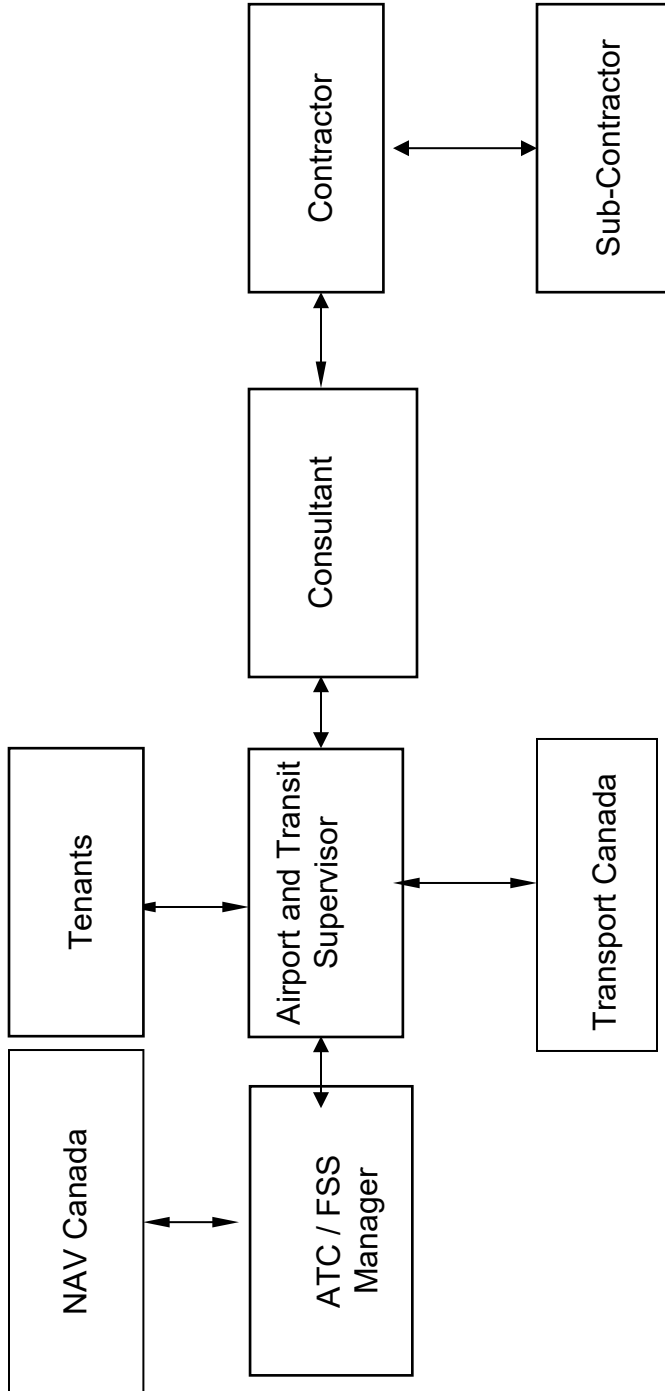 NAV Canada
Tenants
ATC / FSS
Manager
Airport and Transit
Supervisor
Consultant
Contractor
Transport Canada
Sub-Contractor